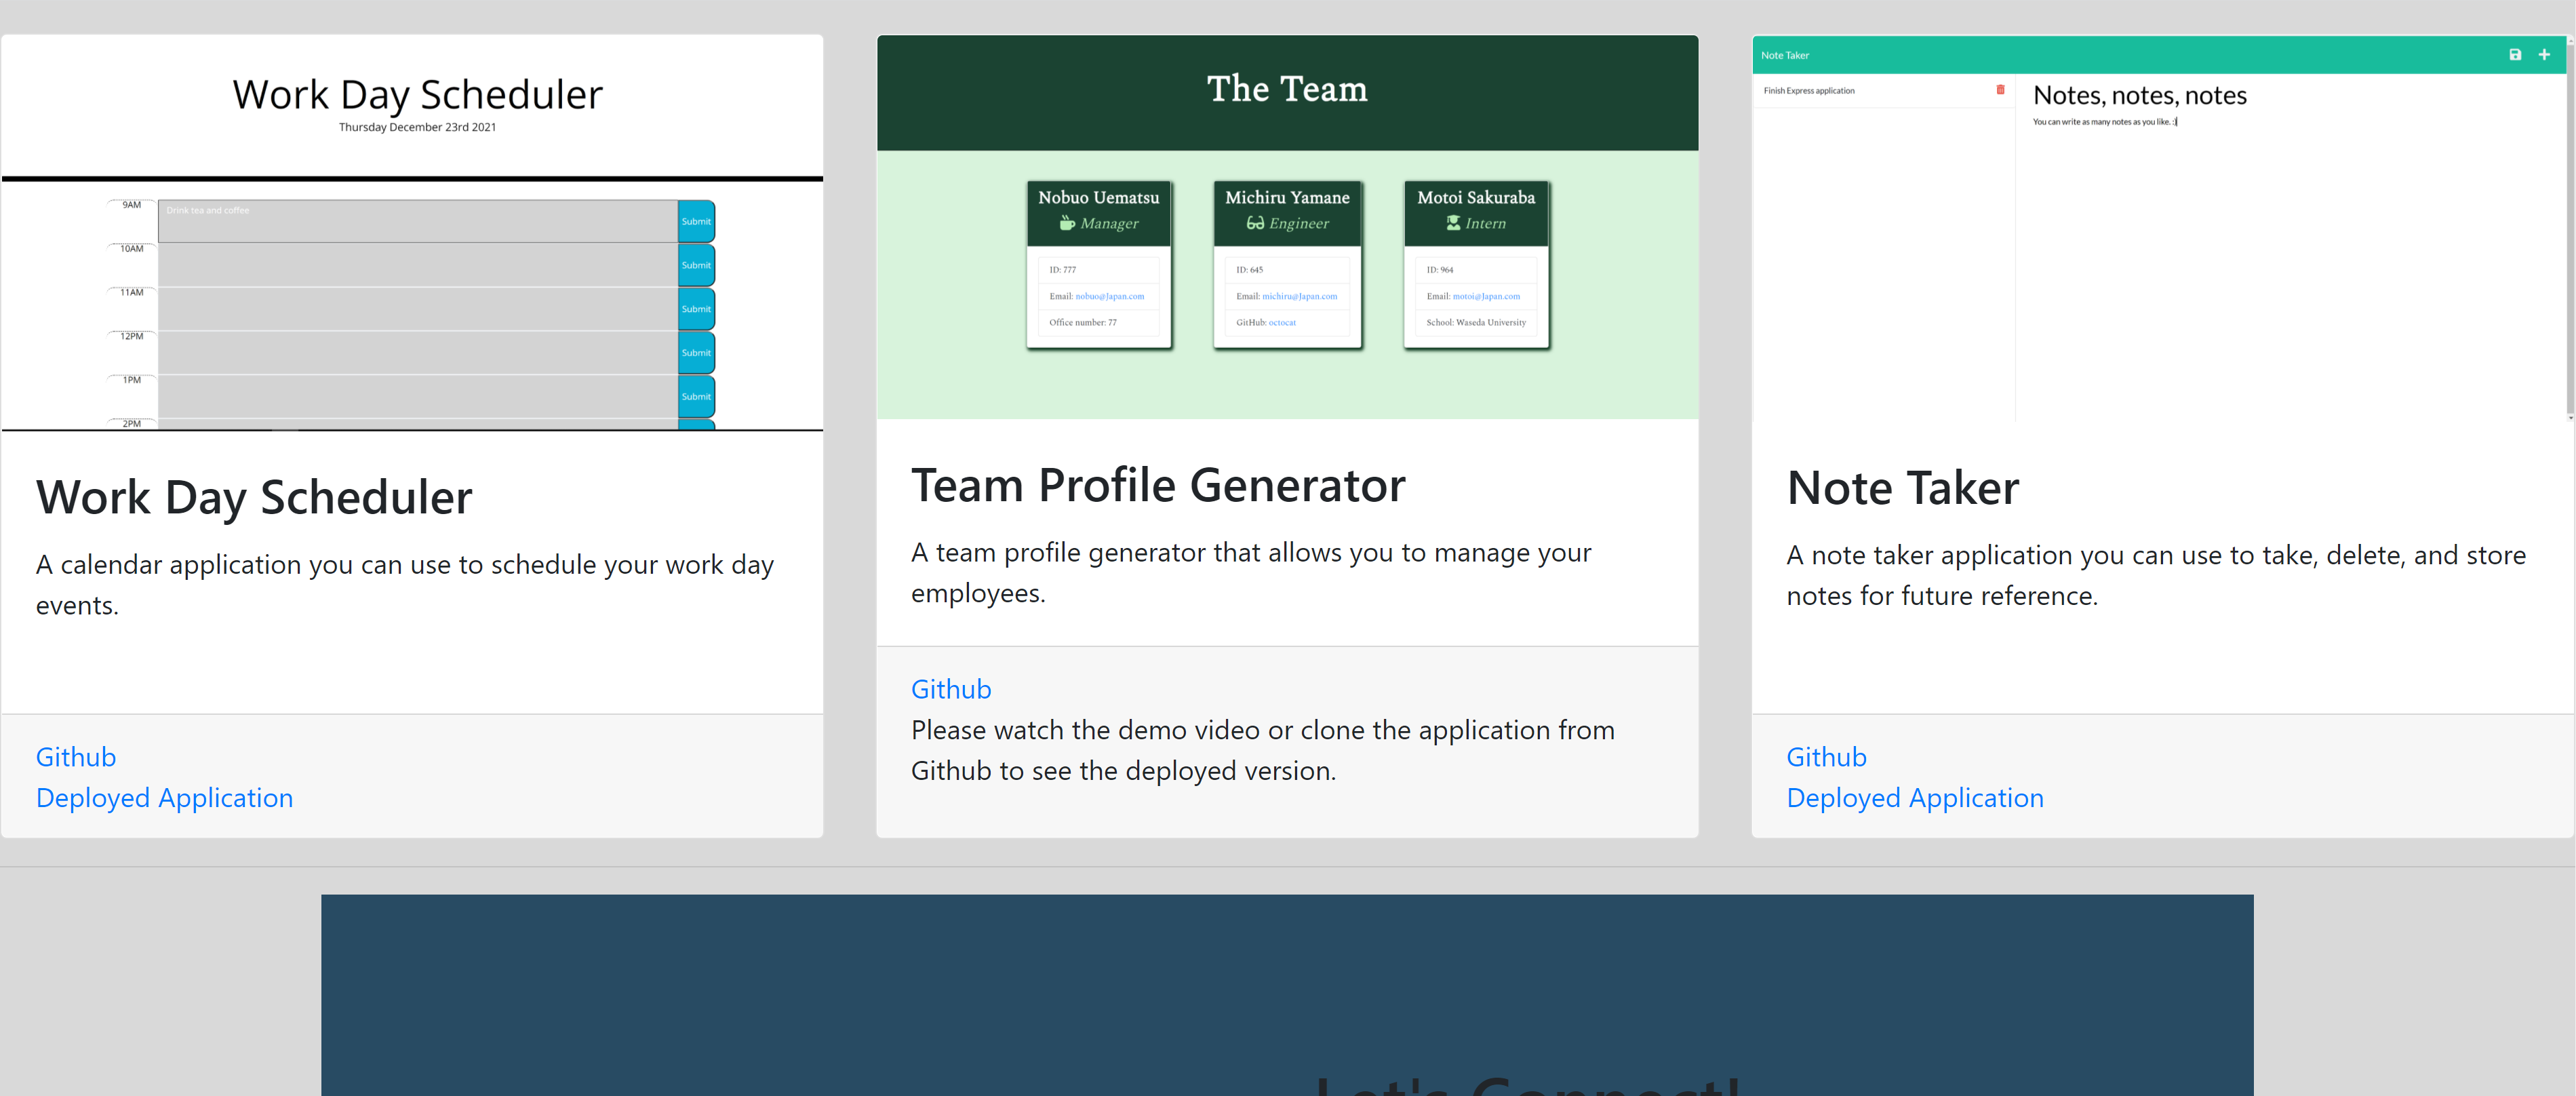 Work Day Scheduler
Thursday December 23rd 2021
9AM
Drink tea and coffee
Submit
10AM
Submit
11AM
Submit
12PM
Submit
1PM
Submit
2PM
Work Day Scheduler
A calendar application you can use to schedule your work day
events.
Github
Deployed Application
The Team
Nobuo Uematsu
Manager
ID: 777
Email: nobuo@Japan.com
Office number: 77
Michiru Yamane
Engineer
ID: 645
Email: michiru@Japan.com
GitHub: octocat
Motoi Sakuraba
Intern
ID: 964
Email: motoi@Japan.com
School: Waseda University
Team Profile Generator
A team profile generator that allows you to manage your
employees.
Github
Please watch the demo video or clone the application from
Github to see the deployed version.
Note Taker
Finish Express application
Notes, notes, notes
You can write as many notes as you like. :)
Note Taker
A note taker application you can use to take, delete, and store
notes for future reference.
Github
Deployed Application
Let's Connect!